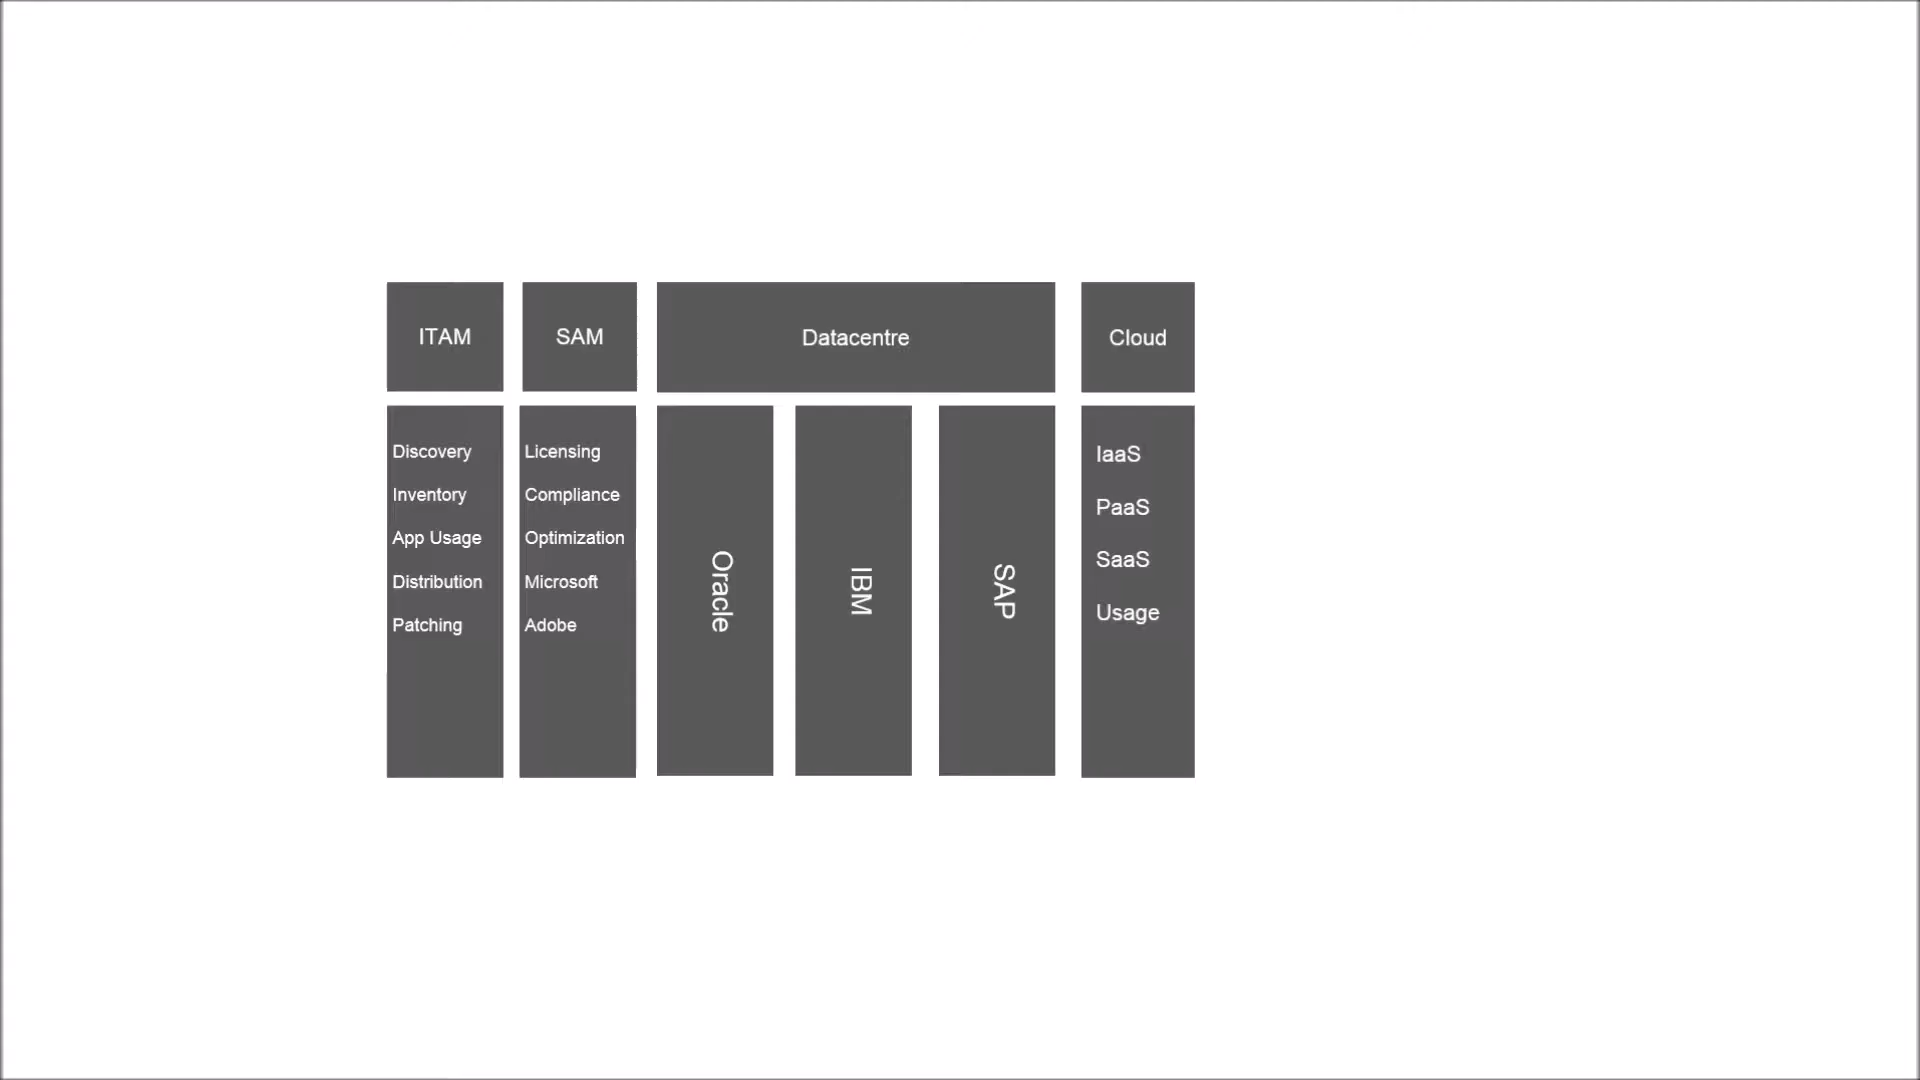 ITAM
SAM
Datacentre
Cloud
Discovery
Inventory
App Usage
Distribution
Patching
Licensing
Compliance
Optimization
Microsoft
Adobe
Oracle
IBM
SAP
IaaS
PaaS
SaaS
Usage